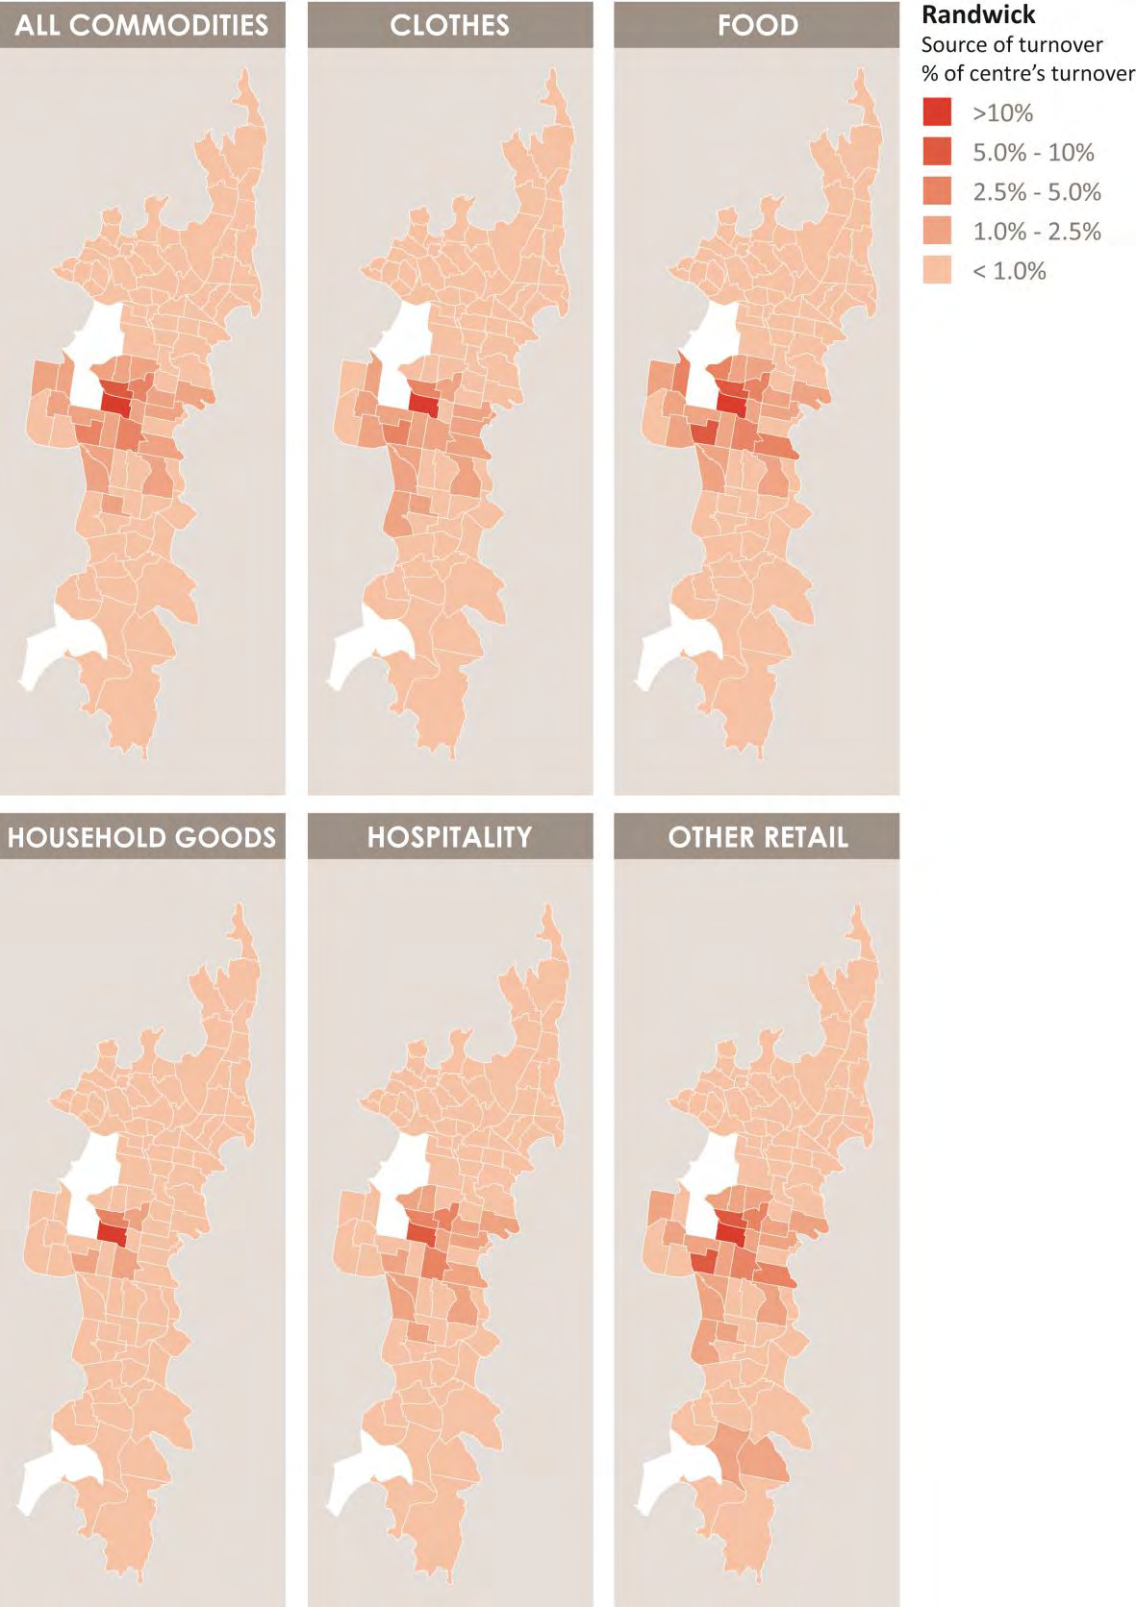 ALL COMMODITIES
CLOTHES
FOOD
Randwick
Source of turnover
% of centre's turnover
>10%
5.0% - 10%
2.5% - 5.0%
1.0% - 2.5%
< 1.0%
HOUSEHOLD GOODS
HOSPITALITY
OTHER RETAIL